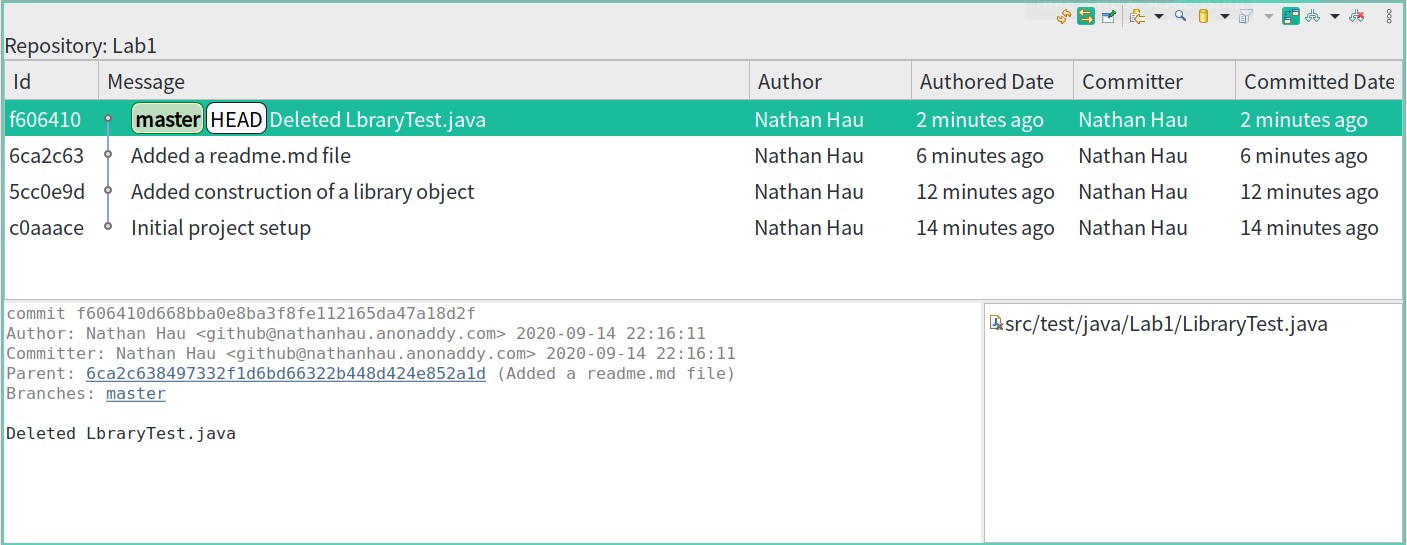 Repository: Lab1
Id Message Author Authored Date Committer Committed Date
f606410 master HEAD Deleted LbraryTest.java Nathan Hau 2 minutes ago Nathan Hau 2 minutes ago
6ca2c63 Added a readme.md file Nathan Hau 6 minutes ago Nathan Hau 6 minutes ago
5cc0e9d Added construction of a library object Nathan Hau 12 minutes ago Nathan Hau 12 minutes ago
c0aaace Initial project setup Nathan Hau 14 minutes ago Nathan Hau 14 minutes ago
commit f606410d668bba0e8ba3f8fe112165da47a18d2f
Author: Nathan Hau <github@nathanhau.anonaddy.com> 2020-09-14 22:16:11
Committer: Nathan Hau <github@nathanhau.anonaddy.com> 2020-09-14 22:16:11
Parent: 6ca2c638497332f1d6bd66322b448d424e852a1d (Added a readme.md file)
Branches: master
Deleted LbraryTest.java
src/test/java/Lab1/LibraryTest.java